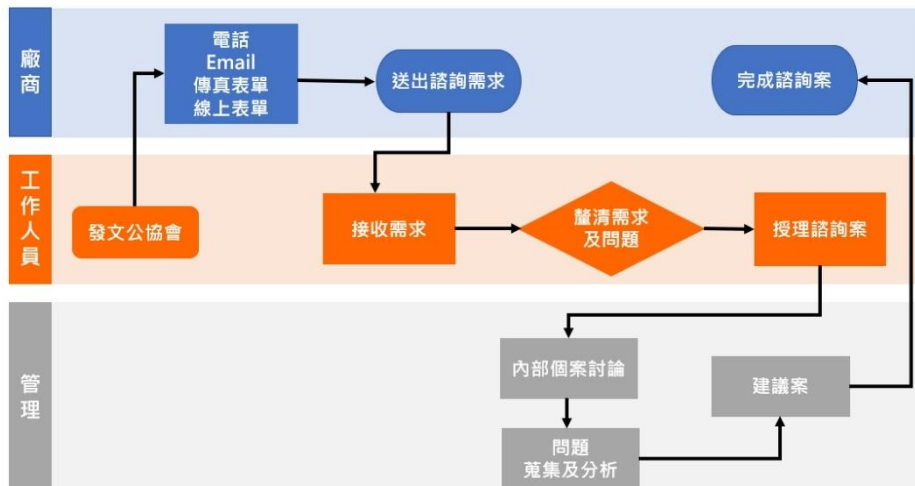 廠商
電話
Email
傳真表單
線上表單
送出諮詢需求
完成諮詢案
工作人員
發文公協會
接收需求
釐清需求
及問題
授理諮詢案
管理
內部個案討論
建議案
問題
蒐集及分析